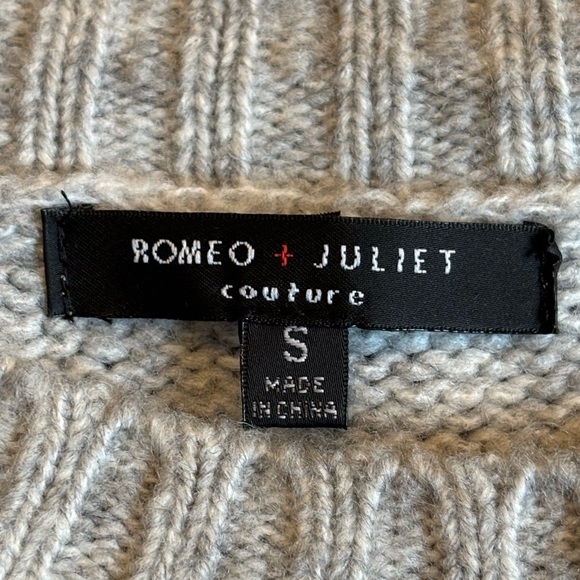 ROMEO + JULIET
couture
S
MADE
IN CHINA